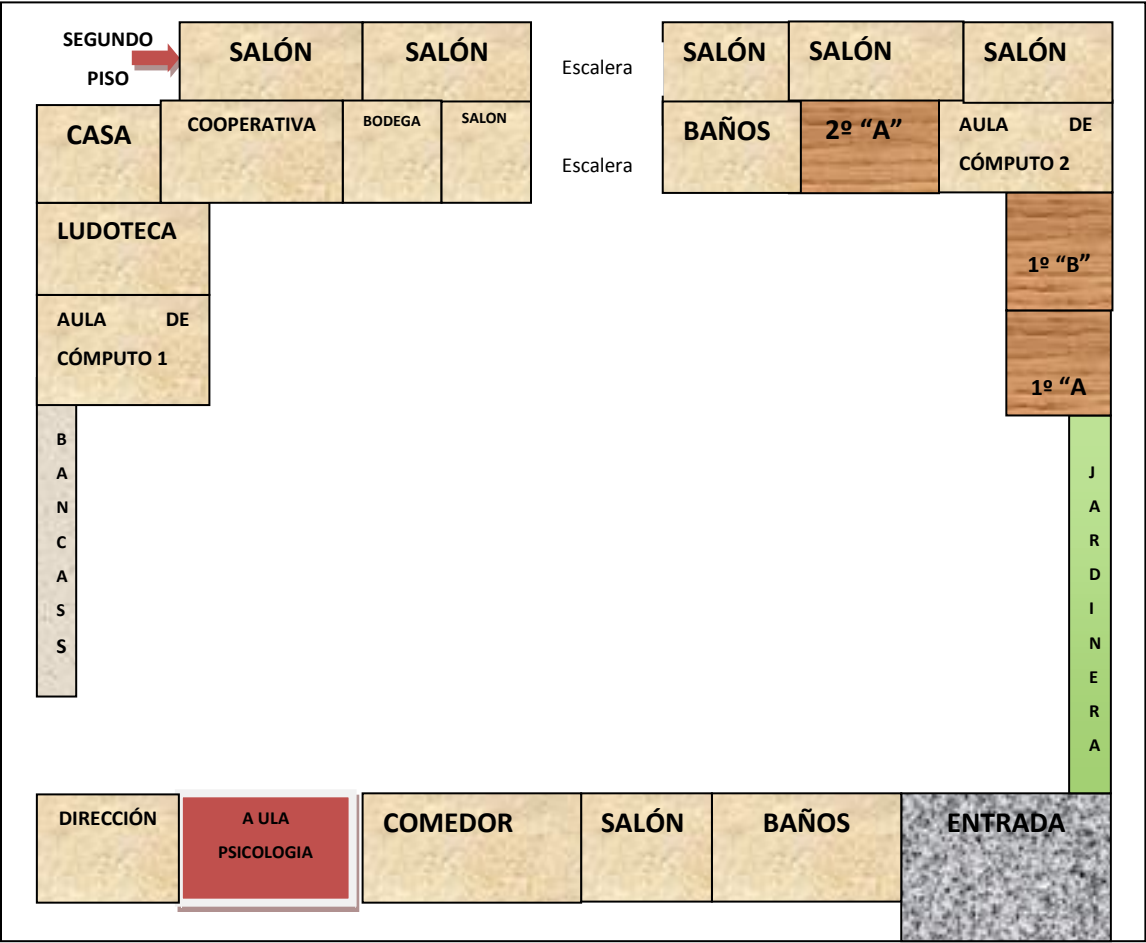 SEGUNDO
PISO
SALÓN
SALÓN
Escalera
SALÓN
SALÓN
SALÓN
CASA
COOPERATIVA
BODEGA
SALON
Escalera
BAÑOS
2º “A”
AULA DE
CÓMPUTO 2
LUDOTECA
1º “B”
AULA DE
CÓMPUTO 1
1º “A
B
A
N
C
A
S
S
J
A
R
D
I
N
E
R
A
DIRECCIÓN
A ULA
PSICOLOGIA
COMEDOR
SALÓN
BAÑOS
ENTRADA